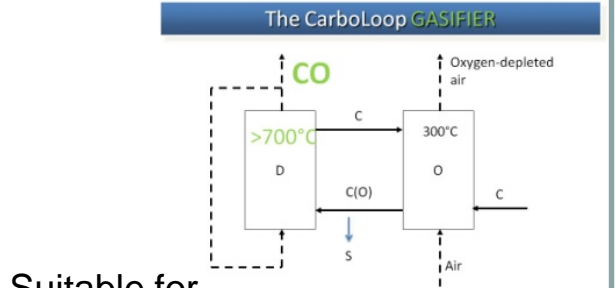 The CarboLoop GASIFIER
CO
Oxygen-depleted
air
C
>700°C
300°C
D
O
C(O)
C
S
Air
Suitable for